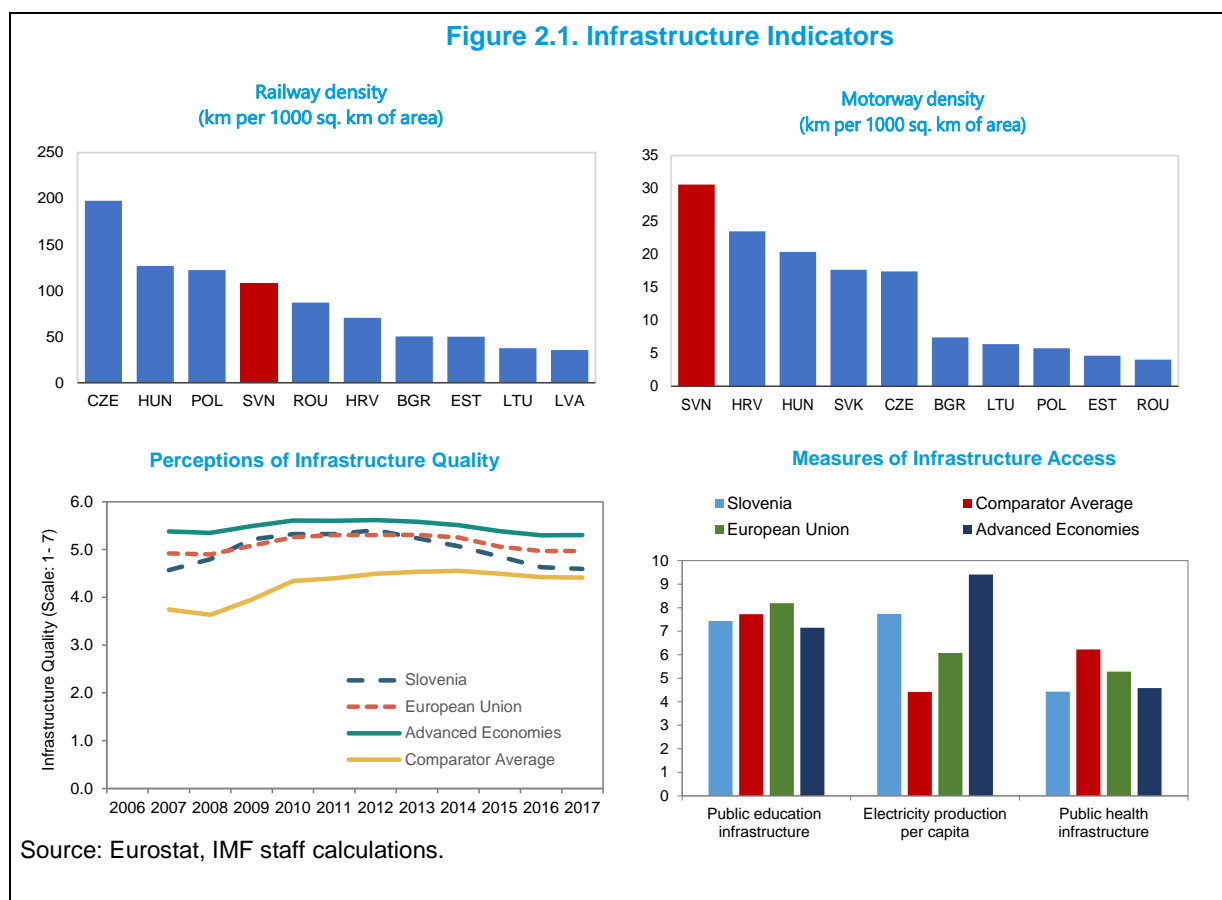 Figure 2.1. Infrastructure Indicators
Railway density
(km per 1000 sq. km of area)
250
200
150
100
50
0
CZE HUN POL SVN ROU HRV BGR EST LTU LVA
Motorway density
(km per 1000 sq. km of area)
35
30
25
20
15
10
5
0
SVN HRV HUN SVK CZE BGR LTU POL EST ROU
Perceptions of Infrastructure Quality
Infrastructure Quality (Scale: 1 - 7)
6.0
5.0
4.0
3.0
2.0
1.0
0.0
Slovenia
European Union
Advanced Economies
Comparator Average
2006 2007 2008 2009 2010 2011 2012 2013 2014 2015 2016 2017
Measures of Infrastructure Access
Slovenia Comparator Average
European Union Advanced Economies
10
9
8
7
6
5
4
3
2
1
0
Public education infrastructure
Electricity production per capita
Public health infrastructure
Source: Eurostat, IMF staff calculations.